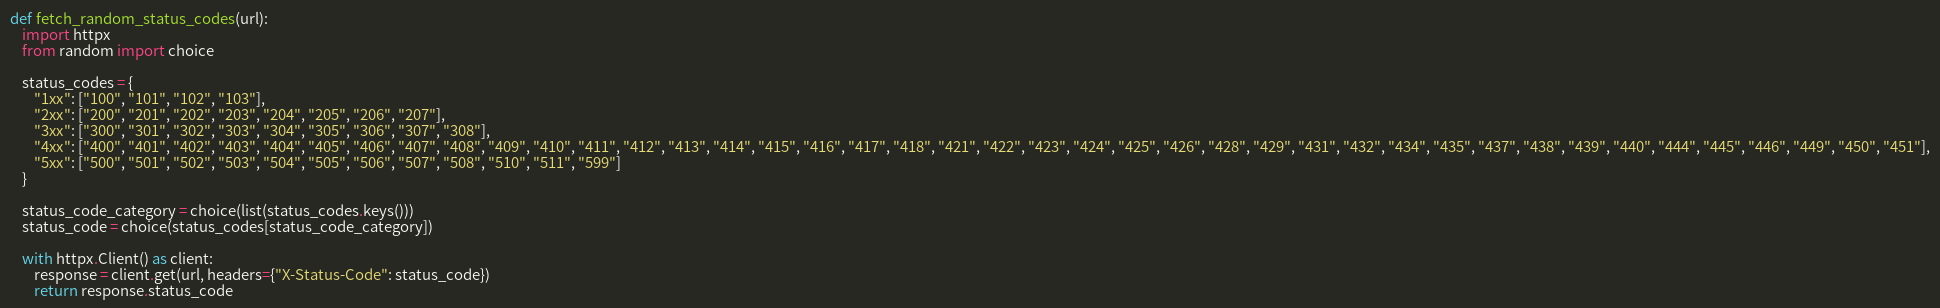 def fetch_random_status_codes(url):
    import httpx
    from random import choice

    status_codes = {
        "1xx": ["100", "101", "102", "103"],
        "2xx": ["200", "201", "202", "203", "204", "205", "206", "207"],
        "3xx": ["300", "301", "302", "303", "304", "305", "306", "307", "308"],
        "4xx": ["400", "401", "402", "403", "404", "405", "406", "407", "408", "409", "410", "411", "412", "413", "414", "415", "416", "417", "418", "421", "422", "423", "424", "425", "426", "428", "429", "431", "432", "434", "435", "437", "438", "439", "440", "444", "445", "446", "449", "450", "451"],
        "5xx": ["500", "501", "502", "503", "504", "505", "506", "507", "508", "510", "511", "599"]
    }

    status_code_category = choice(list(status_codes.keys()))
    status_code = choice(status_codes[status_code_category])

    with httpx.Client() as client:
        response = client.get(url, headers={"X-Status-Code": status_code})
        return response.status_code